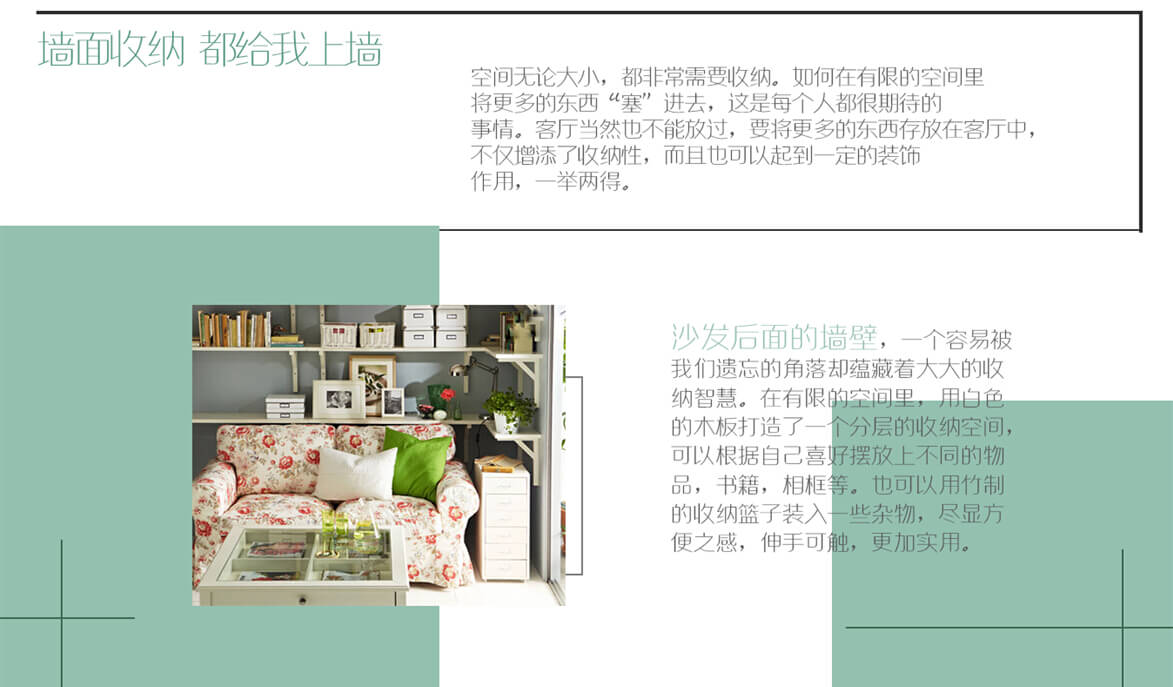 墙面收纳 都给我上墙
空间无论大小，都非常需要收纳。如何在有限的空间里
将更多的东西“塞”进去，这是每个人都很期待的
事情。客厅当然也不能放过，要将更多的东西存放在客厅中，
不仅增添了收纳性，而且也可以起到一定的装饰
作用，一举两得。
沙发后面的墙壁，一个容易被
我们遗忘的角落却蕴藏着大大的收
纳智慧。在有限的空间里，用白色
的木板打造了一个分层的收纳空间，
可以根据自己喜好摆放上不同的物
品，书籍，相框等。也可以用竹制
的收纳篮子装入一些杂物，尽显方
便之感，伸手可触，更加实用。